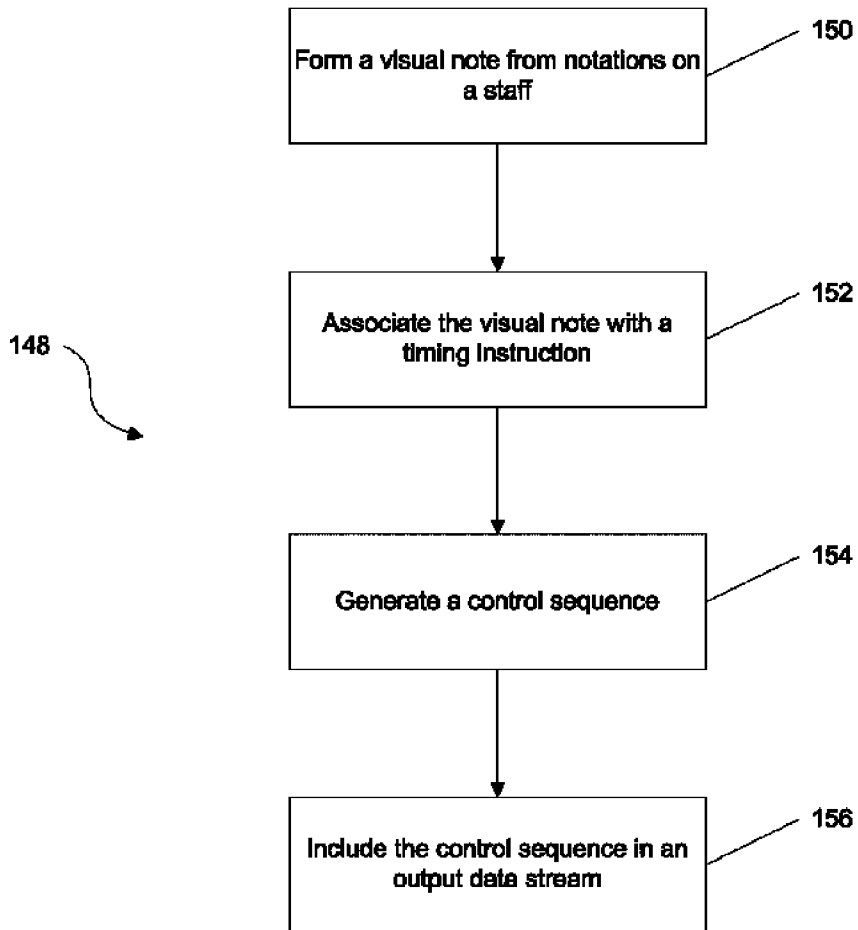 Form a visual note from notations on
a staff
150
Associate the visual note with a
timing instruction
152
148
Generate a control sequence
154
Include the control sequence in an
output data stream
156